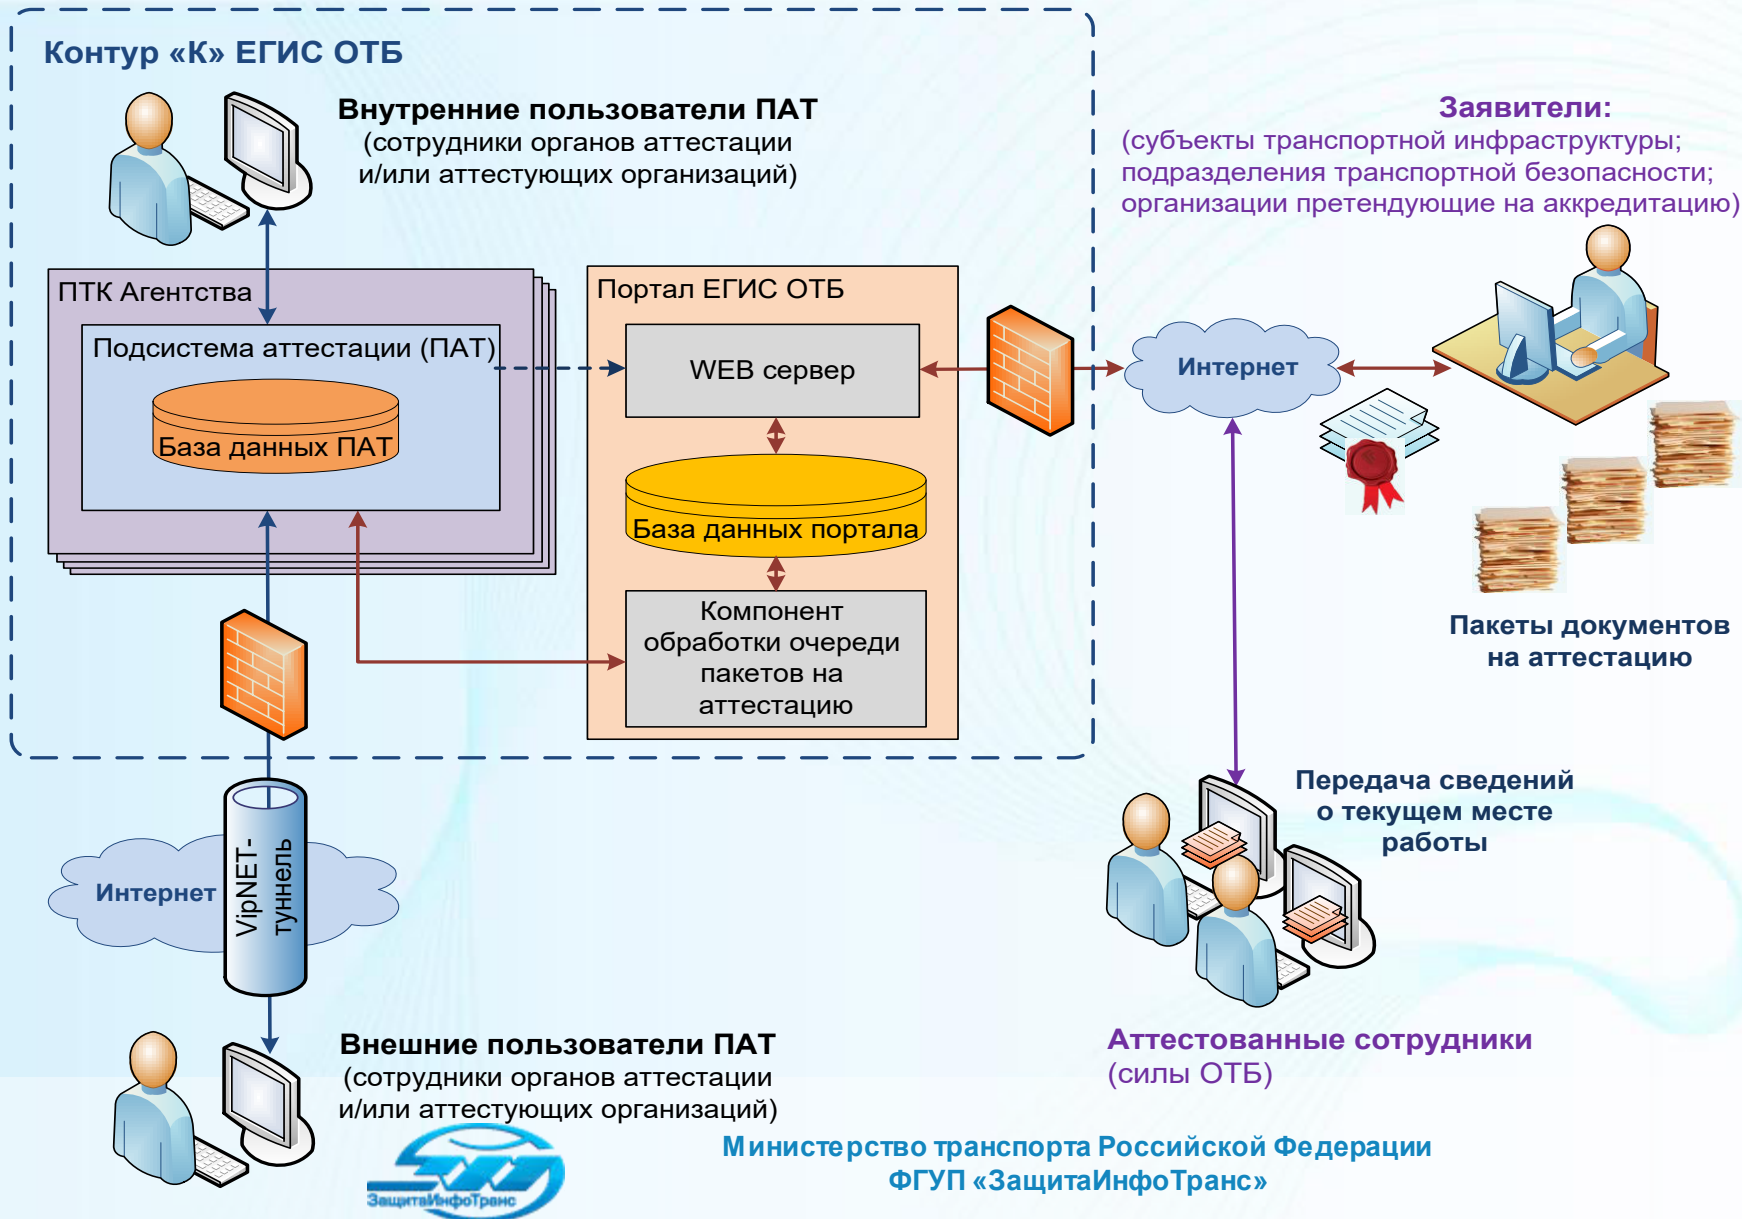 Контур «К» ЕГИС ОТБ
Внутренние пользователи ПАТ
(сотрудники органов аттестации
и/или аттестующих организаций)
Заявители:
(субъекты транспортной инфраструктуры;
подразделения транспортной безопасности;
организации претендующие на аккредитацию)
ПТК Агентства
Подсистема аттестации (ПАТ)
База данных ПАТ
Портал ЕГИС ОТБ
WEB сервер
База данных портала
Компонент
обработки очереди
пакетов на
аттестацию
Интернет
Пакеты документов
на аттестацию
Передача сведений
о текущем месте
работы
Интернет
VipNET-
туннель
Аттестованные сотрудники
(силы ОТБ)
Внешние пользователи ПАТ
(сотрудники органов аттестации
и/или аттестующих организаций)
ЗащитаИнфоТранс
Министерство транспорта Российской Федерации
ФГУП «ЗащитаИнфоТранс»